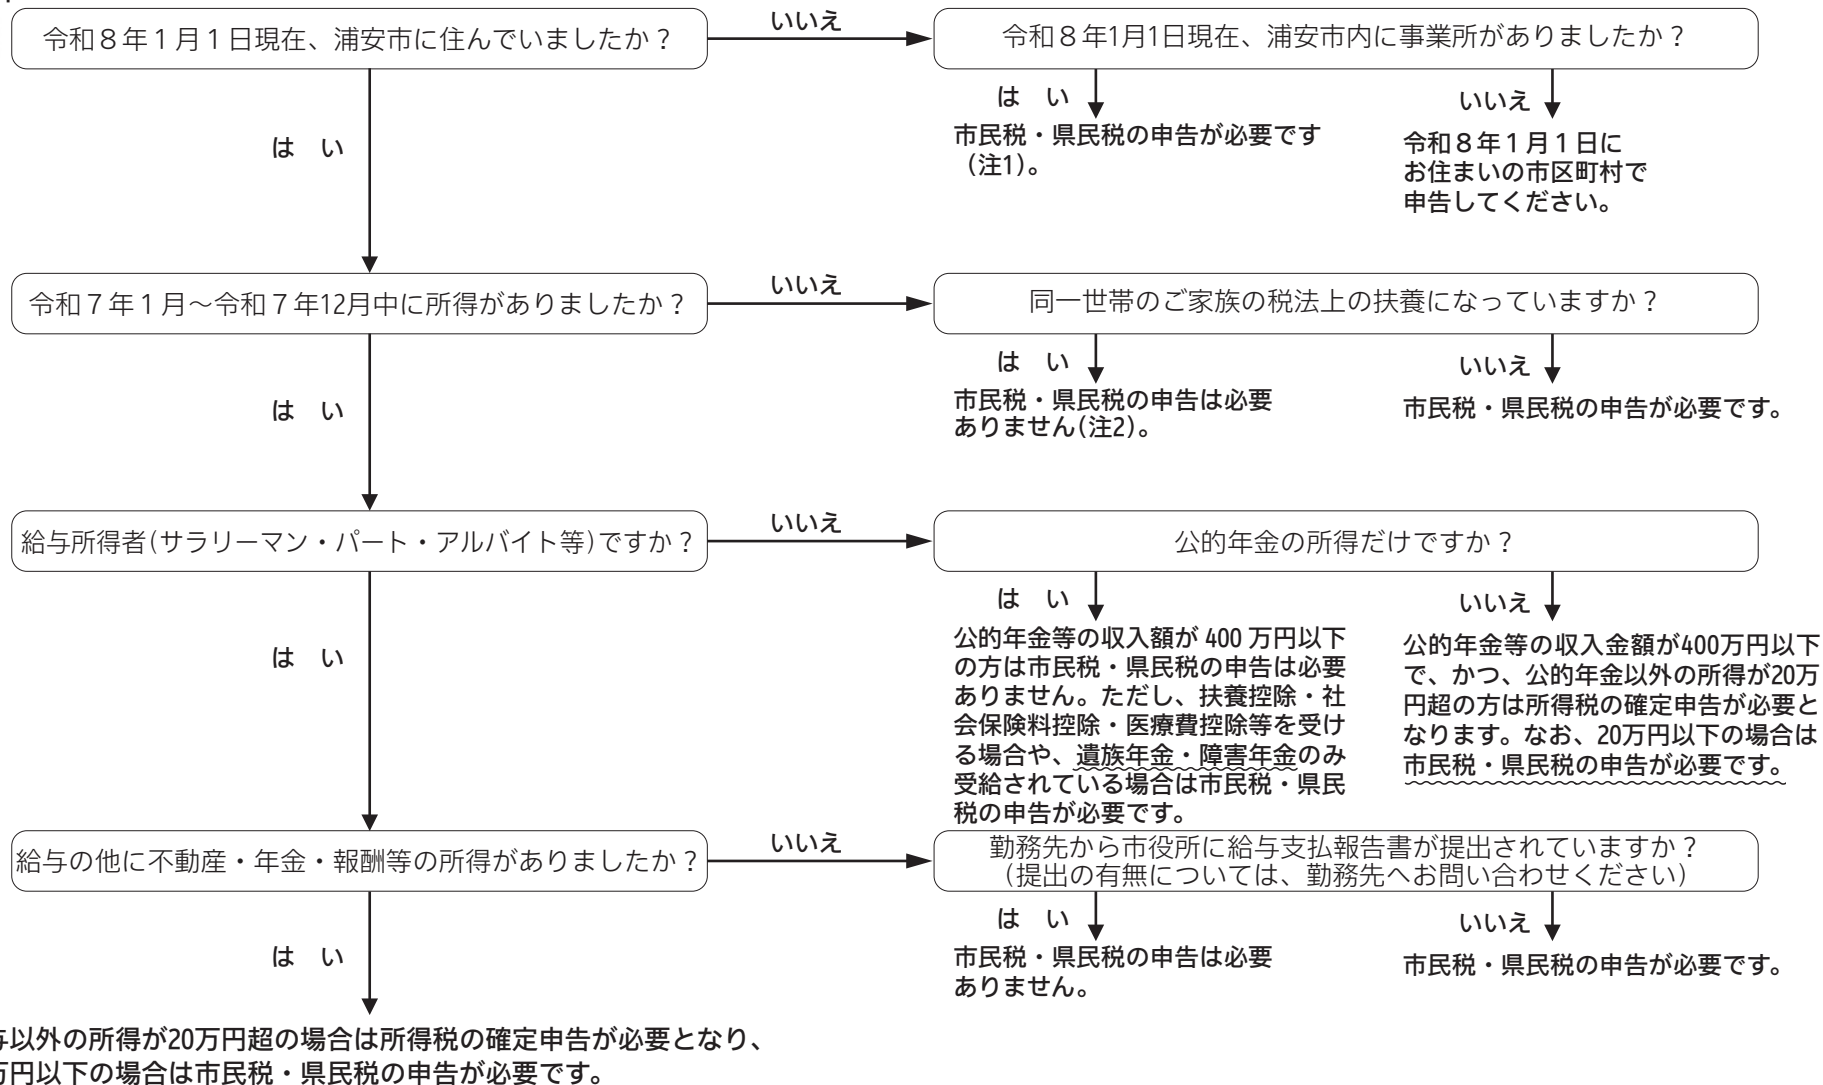 令和８年１月１日現在、浦安市に住んでいましたか？
いいえ
令和８年1月1日現在、浦安市内に事業所がありましたか？
は　い
市民税・県民税の申告が必要です
（注1）。
いいえ
令和８年１月１日に
お住まいの市区町村で
申告してください。
は　い
令和７年１月～令和７年12月中に所得がありましたか？
いいえ
同一世帯のご家族の税法上の扶養になっていますか？
は　い
市民税・県民税の申告は必要
ありません(注2)。
いいえ
市民税・県民税の申告が必要です。
は　い
給与所得者(サラリーマン・パート・アルバイト等)ですか？
いいえ
公的年金の所得だけですか？
は　い
公的年金等の収入額が 400 万円以下
の方は市民税・県民税の申告は必要
ありません。ただし、扶養控除・社
会保険料控除・医療費控除等を受け
る場合や、遺族年金・障害年金のみ
受給されている場合は市民税・県民
税の申告が必要です。
いいえ
公的年金等の収入金額が400万円以下
で、かつ、公的年金以外の所得が20万
円超の方は所得税の確定申告が必要と
なります。なお、20万円以下の場合は
市民税・県民税の申告が必要です。
は　い
給与の他に不動産・年金・報酬等の所得がありましたか？
いいえ
勤務先から市役所に給与支払報告書が提出されていますか？
（提出の有無については、勤務先へお問い合わせください）
は　い
市民税・県民税の申告は必要
ありません。
いいえ
市民税・県民税の申告が必要です。
は　い
以外の所得が20万円超の場合は所得税の確定申告が必要となり、
万円以下の場合は市民税・県民税の申告が必要です。